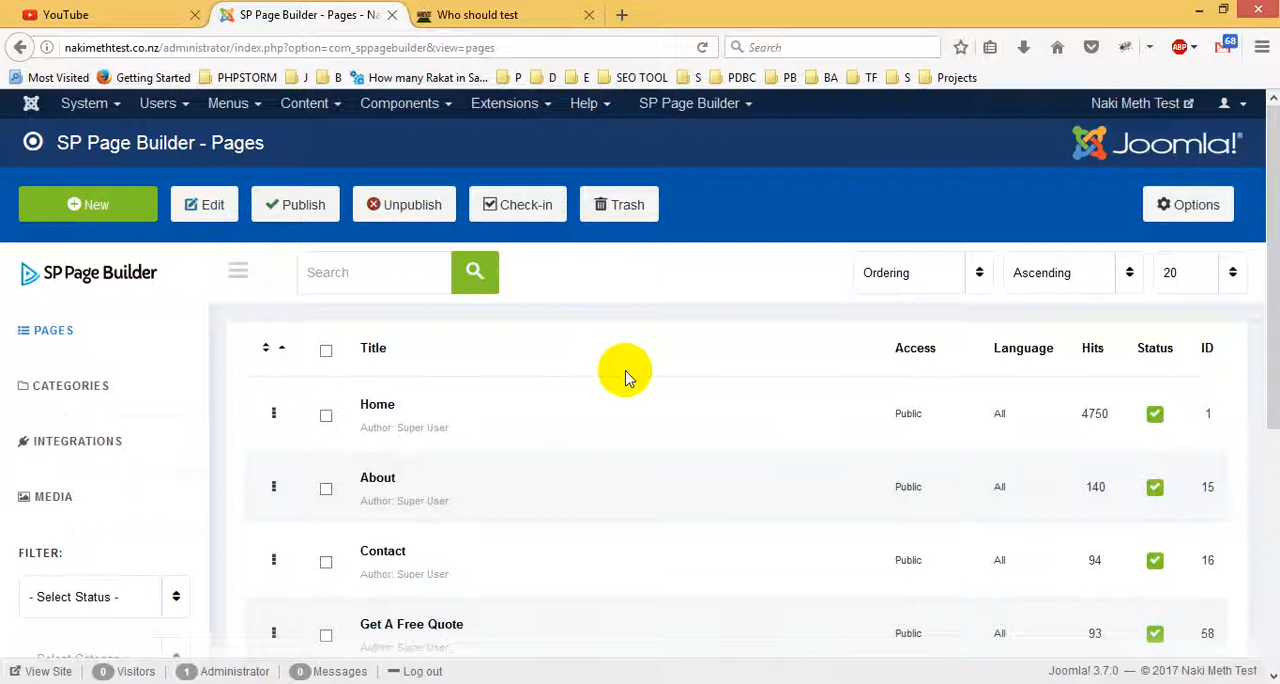 YouTube
SP Page Builder - Pages - Na
Who should test
nakimethtest.co.nz/administrator/index.php?option=com_sppagebuilder&view=pages
Search
ABP
68
Most Visited Getting Started PHPSTORM J B How many Rakat in Sa... P D E SEO TOOL S PDBC PB BA TF S Projects
System Users Menus Content Components Extensions Help SP Page Builder Naki Meth Test
SP Page Builder - Pages
Joomla!®
New Edit Publish Unpublish Check-in Trash Options
SP Page Builder
Search
Ordering Ascending 20
PAGES
CATEGORIES
INTEGRATIONS
MEDIA
FILTER:
- Select Status -
- Select Category -
Title Access Language Hits Status ID
Home Public All 4750 1
Author: Super User
About Public All 140 15
Author: Super User
Contact Public All 94 16
Author: Super User
Get A Free Quote Public All 93 58
Author: Super User
View Site 0 Visitors 1 Administrator 0 Messages Log out Joomla! 3.7.0 — © 2017 Naki Meth Test